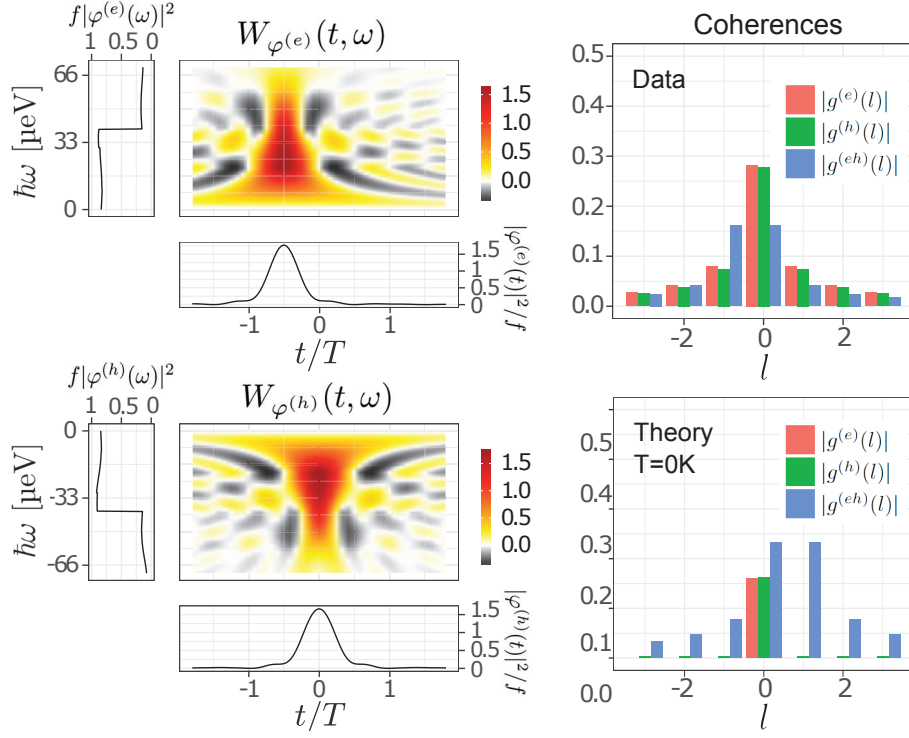 f|φ^(e)(ω)|²
1 0.5 0
W_φ^(e)(t, ω)
ħω [µeV]
66
33
0
1.5
1.0
0.5
0.0
|φ^(e)(t)|²/f
1.5
0.5
0
-1 0 1
t/T
f|φ^(h)(ω)|²
1 0.5 0
W_φ^(h)(t, ω)
ħω [µeV]
0
-33
-66
1.5
1.0
0.5
0.0
|φ^(h)(t)|²/f
1.5
0.5
0
-1 0 1
t/T
Coherences
Data
0.5
0.4
0.3
0.2
0.1
0.0
|g^(e)(l)|
|g^(h)(l)|
|g^(eh)(l)|
-2 0 2
l
Theory
T=0K
0.5
0.4
0.3
0.2
0.1
0.0
|g^(e)(l)|
|g^(h)(l)|
|g^(eh)(l)|
-2 0 2
l